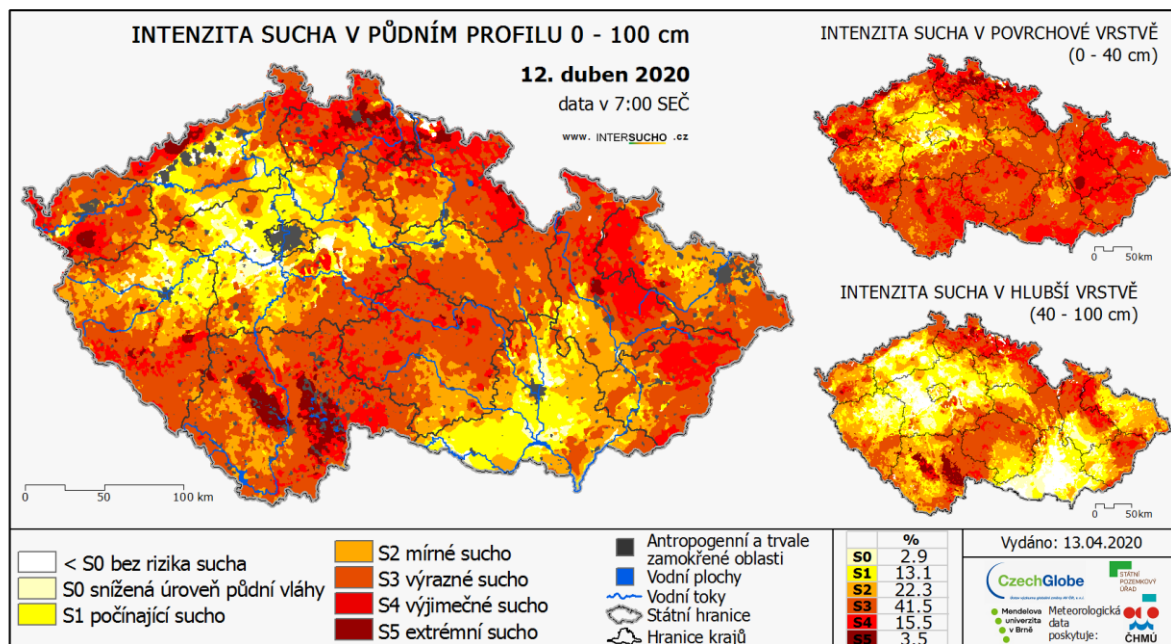 INTENZITA SUCHA V PŮDNÍM PROFILU 0 - 100 cm
12. duben 2020
data v 7:00 SEČ
www. INTERSUCHO .cz
INTENZITA SUCHA V POVRCHOVÉ VRSTVĚ
(0 - 40 cm)
0 50km
INTENZITA SUCHA V HLUBŠÍ VRSTVĚ
(40 - 100 cm)
0 50km
0 50 100 km
< S0 bez rizika sucha
S0 snížená úroveň půdní vláhy
S1 počínající sucho
S2 mírné sucho
S3 výrazné sucho
S4 výjimečné sucho
S5 extrémní sucho
Antropogenní a trvale
zamokřené oblasti
Vodní plochy
Vodní toky
Státní hranice
Hranice krajů
%
S0 2.9
S1 13.1
S2 22.3
S3 41.5
S4 15.5
S5 3.5
Vydáno: 13.04.2020
CzechGlobe
STÁTNÍ
POZEMKOVÝ
ÚŘAD
Mendelova
univerzita
v Brně
Meteorologická
data
poskytuje:
ČHMÚ